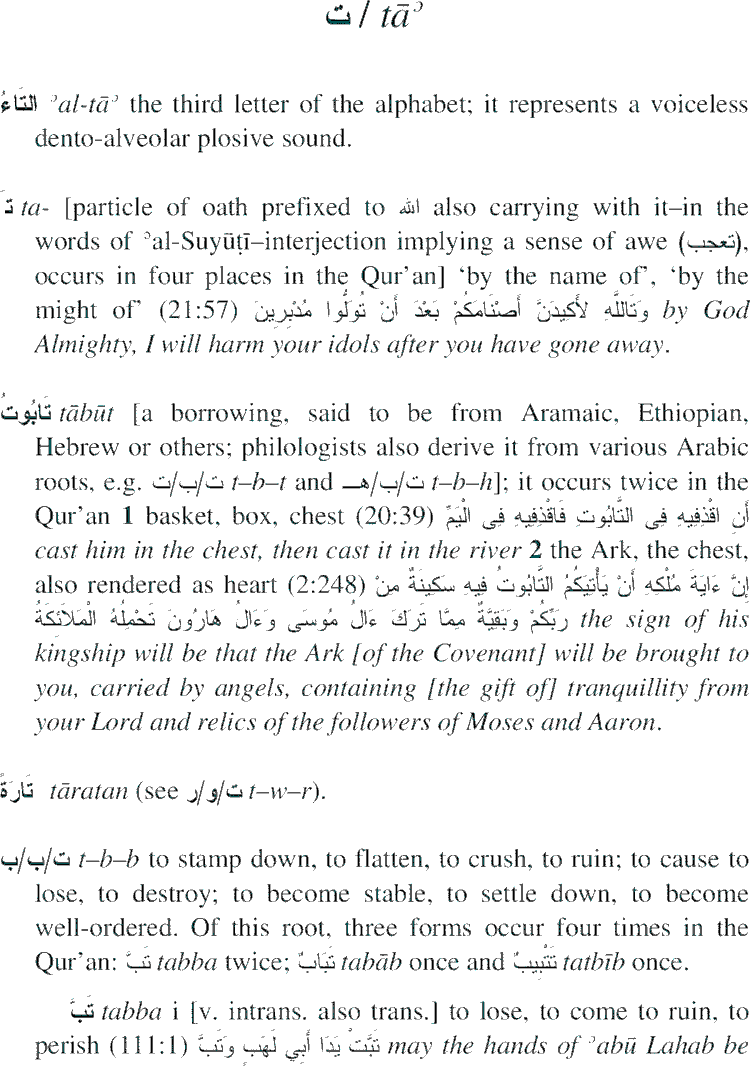 ت / tāʾ
التَاءُ ʾal-tāʾ the third letter of the alphabet; it represents a voiceless
dento-alveolar plosive sound.
تَ ta- [particle of oath prefixed to الله also carrying with it–in the
words of ʾal-Suyūṭī–interjection implying a sense of awe (تعجب),
occurs in four places in the Qur’an] ‘by the name of’, ‘by the
might of’ (21:57) وَتَاللَّهِ لأَكِيدَنَّ أَصْنَامَكُمْ بَعْدَ أَنْ تُوَلُّوا مُدْبِرِينَ by God
Almighty, I will harm your idols after you have gone away.
تَابُوتُ tābūt [a borrowing, said to be from Aramaic, Ethiopian,
Hebrew or others; philologists also derive it from various Arabic
roots, e.g. ت/ب/ت t–b–t and ت/ب/هـ t–b–h]; it occurs twice in the
Qur’an 1 basket, box, chest (20:39) أَنِ اقْذِفِيهِ فِى التَّابُوتِ فَاقْذِفِيهِ فِى الْيَمِّ
cast him in the chest, then cast it in the river 2 the Ark, the chest,
also rendered as heart (2:248) إِنَّ ءَايَةَ مُلْكِهِ أَنْ يَأْتِيَكُمُ التَّابُوتُ فِيهِ سَكِينَةٌ مِنْ
رَبِّكُمْ وَبَقِيَّةٌ مِمَّا تَرَكَ ءَالُ مُوسَى وَءَالُ هَارُونَ تَحْمِلُهُ الْمَلَائكَةُ the sign of his
kingship will be that the Ark [of the Covenant] will be brought to
you, carried by angels, containing [the gift of] tranquillity from
your Lord and relics of the followers of Moses and Aaron.
تَارَةً tāratan (see ت/و/ر t–w–r).
ت/ب/ب t–b–b to stamp down, to flatten, to crush, to ruin; to cause to
lose, to destroy; to become stable, to settle down, to become
well-ordered. Of this root, three forms occur four times in the
Qur’an: تَبَّ tabba twice; تَبَابٌ tabāb once and تَتْبِيبٌ tatbīb once.
تَبَّ tabba i [v. intrans. also trans.] to lose, to come to ruin, to
perish (111:1) تَبَّتْ يَدَا أَبِي لَهَبٍ وَتَبَّ may the hands of ʾabū Lahab be